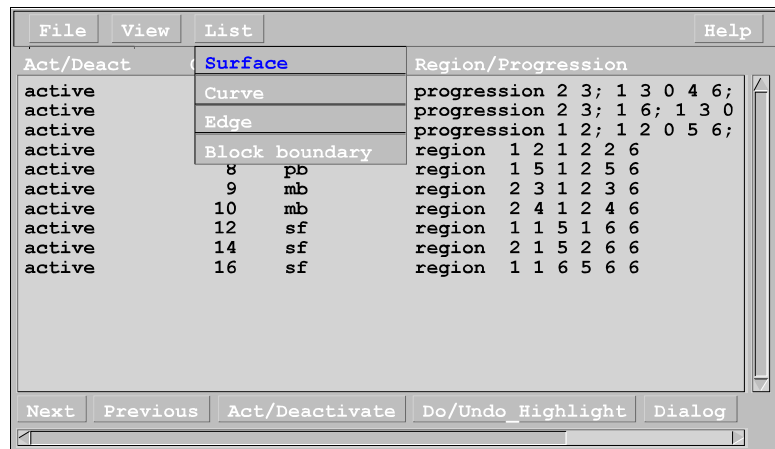 File View List Help
Act/Deact Region/Progression
Surface
Curve
Edge
Block boundary
active progression 2 3; 1 3 0 4 6;
active progression 2 3; 1 6; 1 3 0
active progression 1 2; 1 2 0 5 6;
active region 1 2 1 2 2 6
active 8 pb region 1 5 1 2 5 6
active 9 mb region 2 3 1 2 3 6
active 10 mb region 2 4 1 2 4 6
active 12 sf region 1 1 5 1 6 6
active 14 sf region 2 1 5 2 6 6
active 16 sf region 1 1 6 5 6 6
Next Previous Act/Deactivate Do/Undo_Highlight Dialog